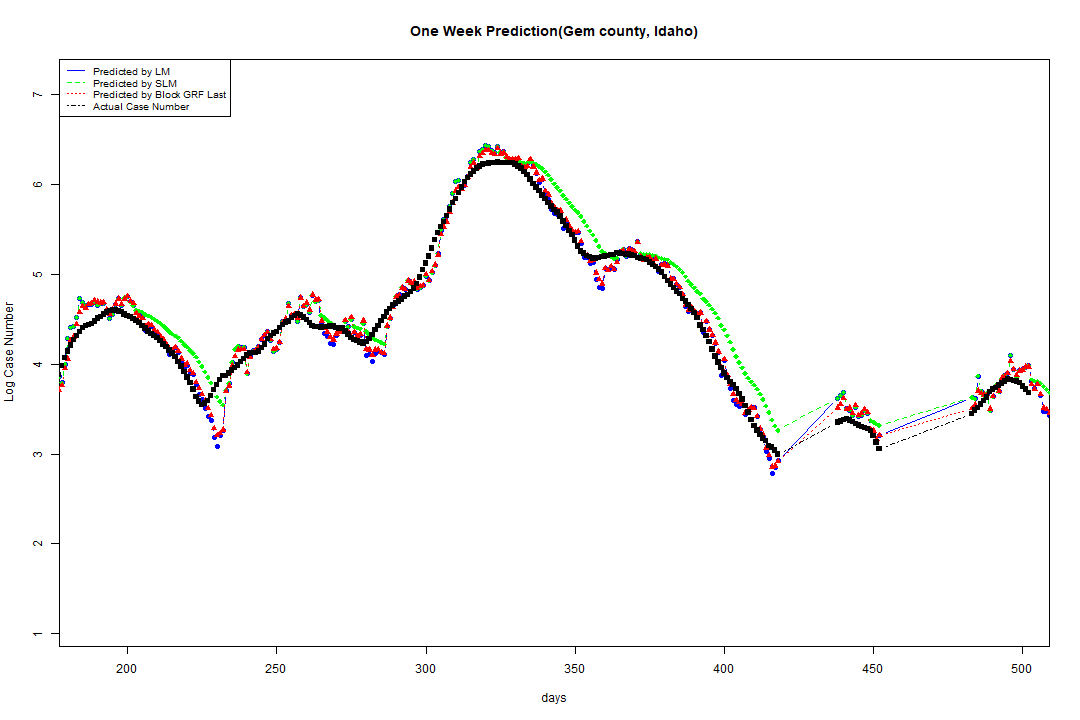 One Week Prediction(Gem county, Idaho)
Predicted by LM
Predicted by SLM
Predicted by Block GRF Last
Actual Case Number
7
6
5
4
3
2
1
Log Case Number
200 250 300 350 400 450 500
days